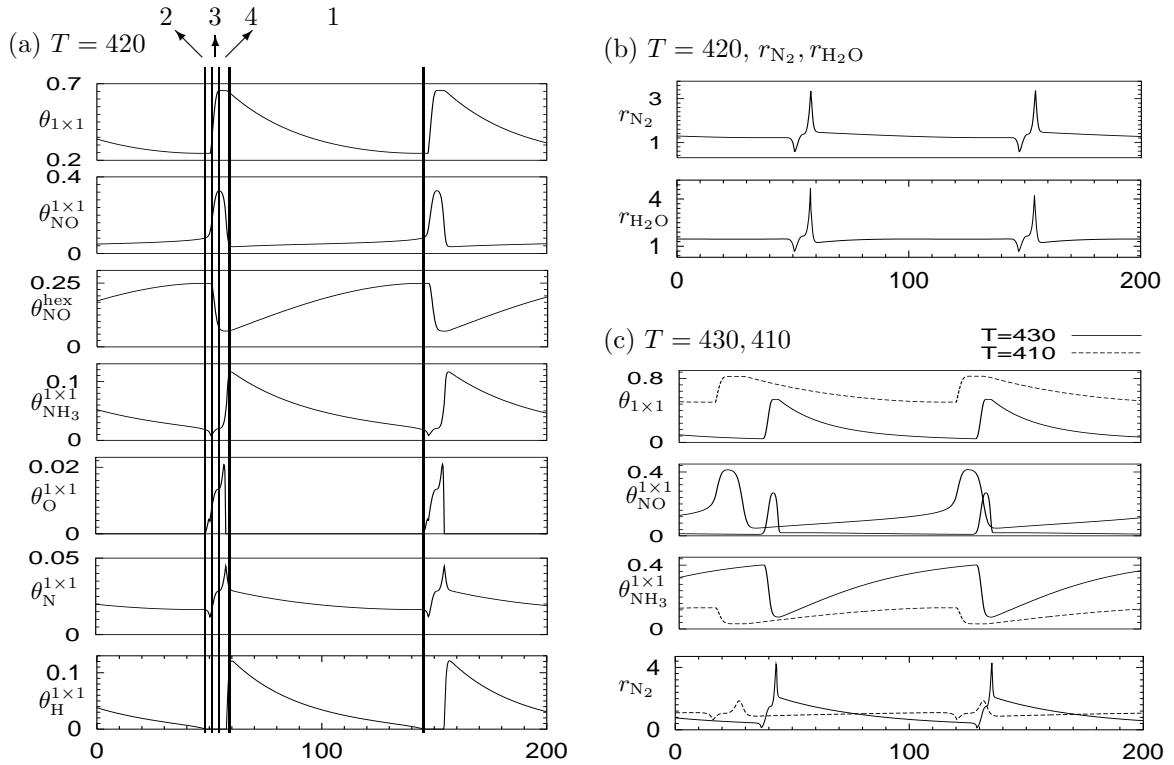 2 3 4 1
(a) T = 420
0.7
θ1×1
0.2
0.4
θNO1×1
0
0.25
θNOhex
0
0.1
θNH31×1
0
0.02
θO1×1
0
0.05
θN1×1
0
0.1
θH1×1
0
0 100 200
(b) T = 420, rN2, rH2O
3
rN2
1
4
rH2O
1
0 100 200
(c) T = 430, 410
T=430
T=410
0.8
θ1×1
0
0.4
θNO1×1
0
0.4
θNH31×1
0
4
rN2
0
0 100 200